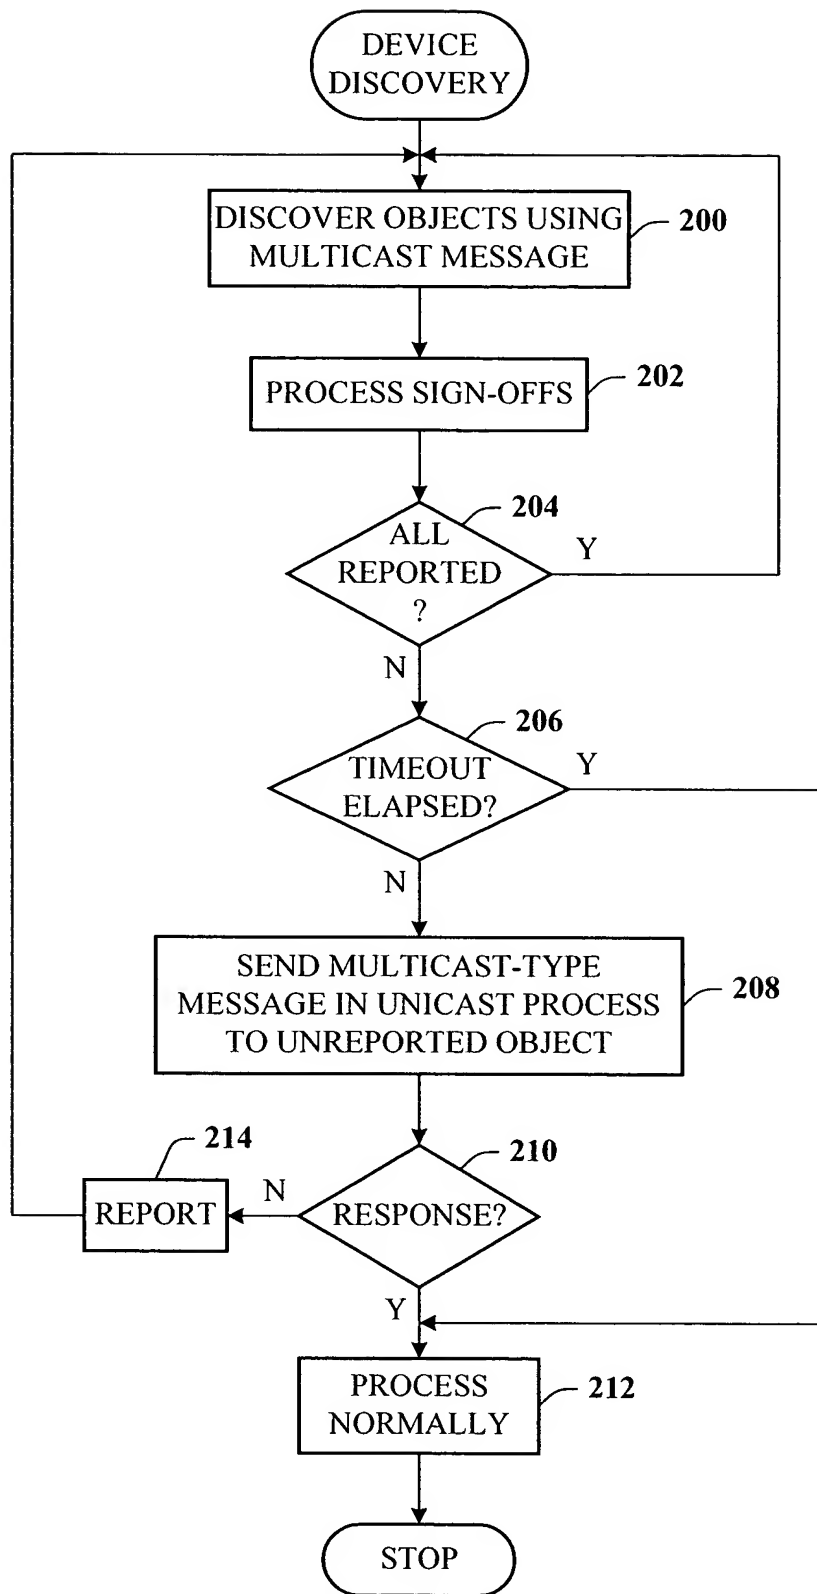 DEVICE
DISCOVERY
DISCOVER OBJECTS USING
MULTICAST MESSAGE
200
PROCESS SIGN-OFFS
202
204
ALL
REPORTED
?
Y
N
206
TIMEOUT
ELAPSED?
Y
N
SEND MULTICAST-TYPE
MESSAGE IN UNICAST PROCESS
TO UNREPORTED OBJECT
208
214
REPORT
N
210
RESPONSE?
Y
PROCESS
NORMALLY
212
STOP